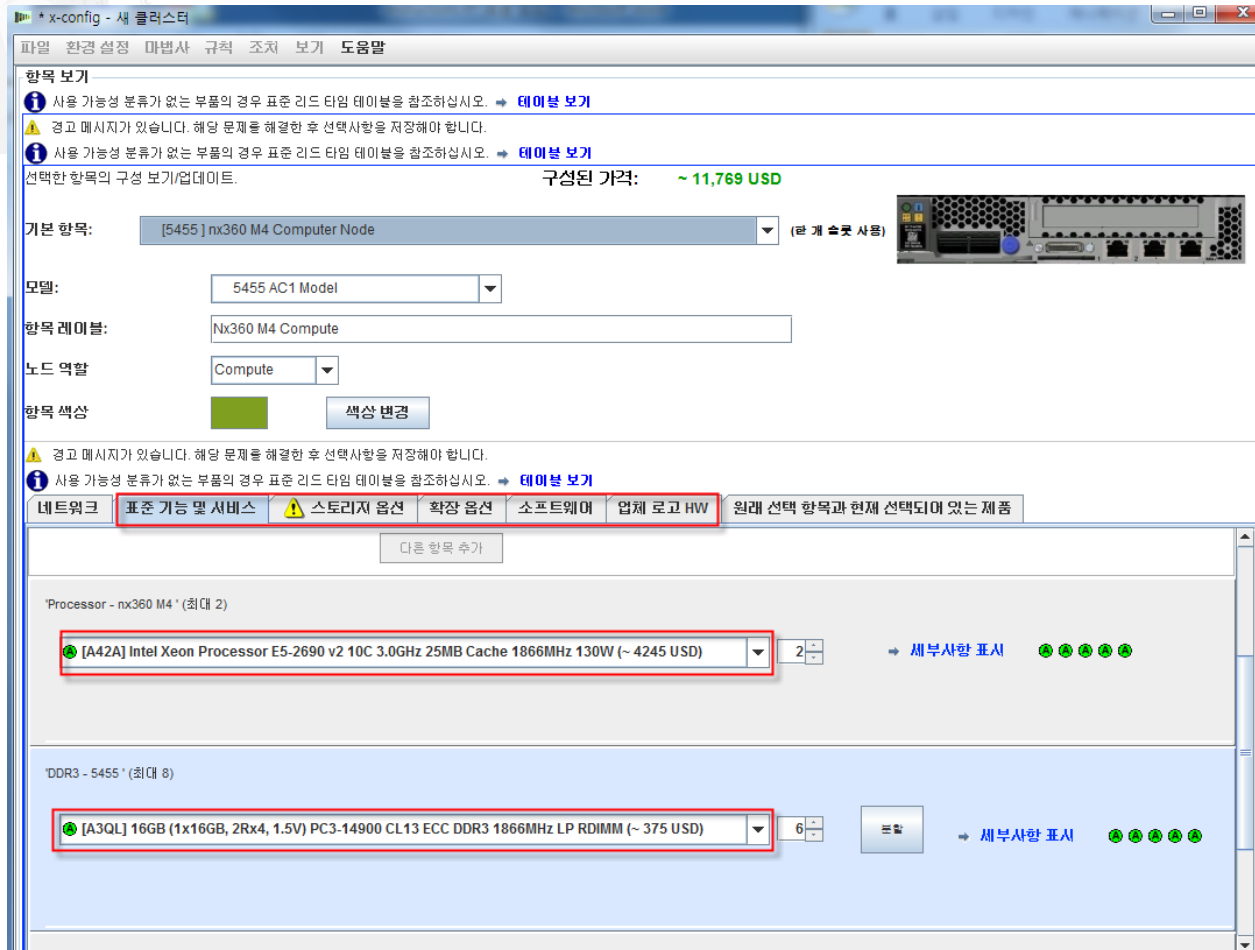 * x-config - 새 클러스터
파일 환경 설정 마법사 규칙 조치 보기 도움말
항목 보기
사용 가능성 분류가 없는 부품의 경우 표준 리드 타임 테이블을 참조하십시오. ➡ 테이블 보기
경고 메시지가 있습니다. 해당 문제를 해결한 후 선택사항을 저장해야 합니다.
사용 가능성 분류가 없는 부품의 경우 표준 리드 타임 테이블을 참조하십시오. ➡ 테이블 보기
선택한 항목의 구성 보기/업데이트. 구성된 가격: ~ 11,769 USD
기본 항목: [5455 ] nx360 M4 Computer Node (한 개 슬롯 사용)
모델: 5455 AC1 Model
항목 레이블: Nx360 M4 Compute
노드 역할 Compute
항목 색상 색상 변경
경고 메시지가 있습니다. 해당 문제를 해결한 후 선택사항을 저장해야 합니다.
사용 가능성 분류가 없는 부품의 경우 표준 리드 타임 테이블을 참조하십시오. ➡ 테이블 보기
네트워크 표준 기능 및 서비스 스토리지 옵션 확장 옵션 소프트웨어 업체 로고 HW 원래 선택 항목과 현재 선택되어 있는 제품
다른 항목 추가
'Processor - nx360 M4 ' (최대 2)
A [A42A] Intel Xeon Processor E5-2690 v2 10C 3.0GHz 25MB Cache 1866MHz 130W (~ 4245 USD) 2 ➡ 세부사항 표시 A A A A A
'DDR3 - 5455 ' (최대 8)
A [A3QL] 16GB (1x16GB, 2Rx4, 1.5V) PC3-14900 CL13 ECC DDR3 1866MHz LP RDIMM (~ 375 USD) 6 분할 ➡ 세부사항 표시 A A A A A